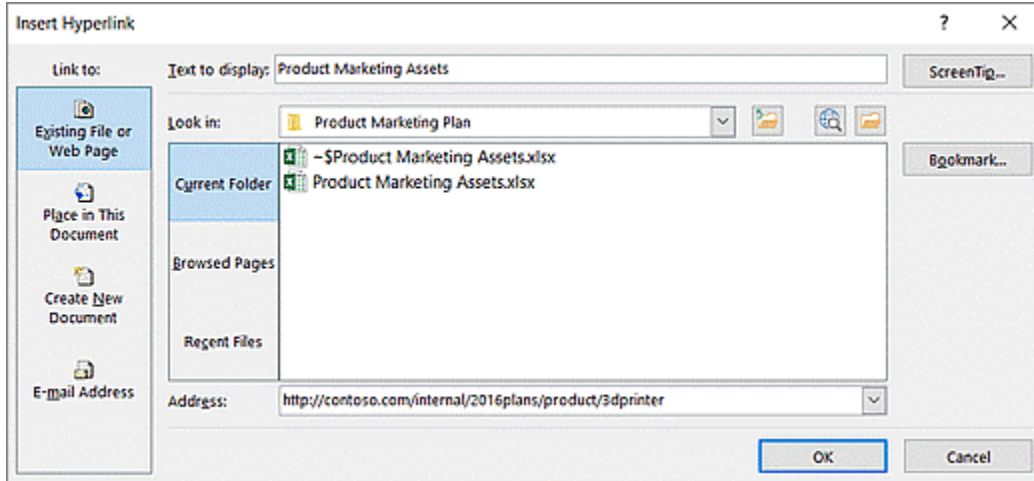 Insert Hyperlink
? ×
Link to:
Text to display: Product Marketing Assets
ScreenTip...
Existing File or
Web Page
Look in: Product Marketing Plan
~$Product Marketing Assets.xlsx
Bookmark...
Current Folder
Product Marketing Assets.xlsx
Place in This
Document
Browsed Pages
Create New
Document
Recent Files
E-mail Address
Address: http://contoso.com/internal/2016plans/product/3dprinter
OK Cancel